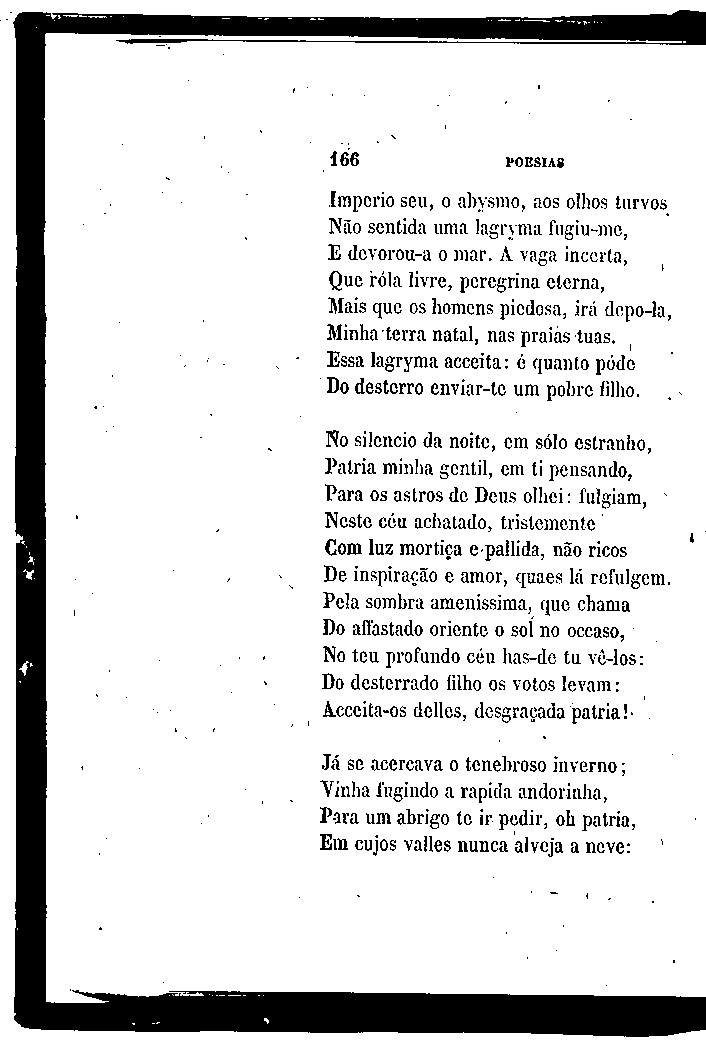 166 POESIAS
Imperio seu, o abysmo, aos olhos turvos
Não sentida uma lagryma fugiu-me,
E devorou-a o mar. A vaga incerta,
Que róla livre, peregrina eterna,
Mais que os homens piedosa, irá depo-la,
Minha terra natal, nas praias tuas.
Essa lagryma acceita: é quanto póde
Do desterro enviar-te um pobre filho.

No silencio da noite, em sólo estranho,
Patria minha gentil, em ti pensando,
Para os astros de Deus olhei: fulgiam,
Neste céu achatado, tristemente
Com luz mortiça e pallida, não ricos
De inspiração e amor, quaes lá refulgem.
Pela sombra amenissima, que chama
Do affastado oriente o sol no occaso,
No teu profundo céu has-de tu vê-los:
Do desterrado filho os votos levam:
Acceita-os delles, desgraçada patria!

Já se acercava o tenebroso inverno;
Vinha fugindo a rapida andorinha,
Para um abrigo te ir pedir, oh patria,
Em cujos valles nunca alveja a neve: